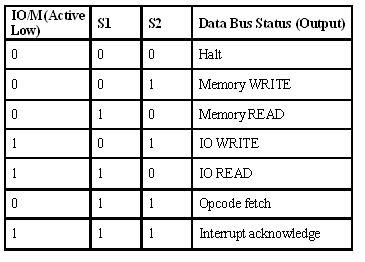 IO/M(Active Low) S1 S2 Data Bus Status (Output)
0 0 0 Halt
0 0 1 Memory WRITE
0 1 0 Memory READ
1 0 1 IO WRITE
1 1 0 IO READ
0 1 1 Opcode fetch
1 1 1 Interrupt acknowledge